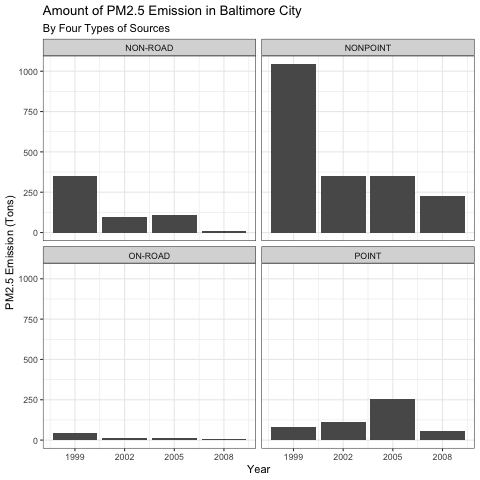 Amount of PM2.5 Emission in Baltimore City
By Four Types of Sources
NON-ROAD
NONPOINT
1000
750
500
250
0
ON-ROAD
POINT
1000
750
500
250
0
1999 2002 2005 2008
1999 2002 2005 2008
Year
PM2.5 Emission (Tons)